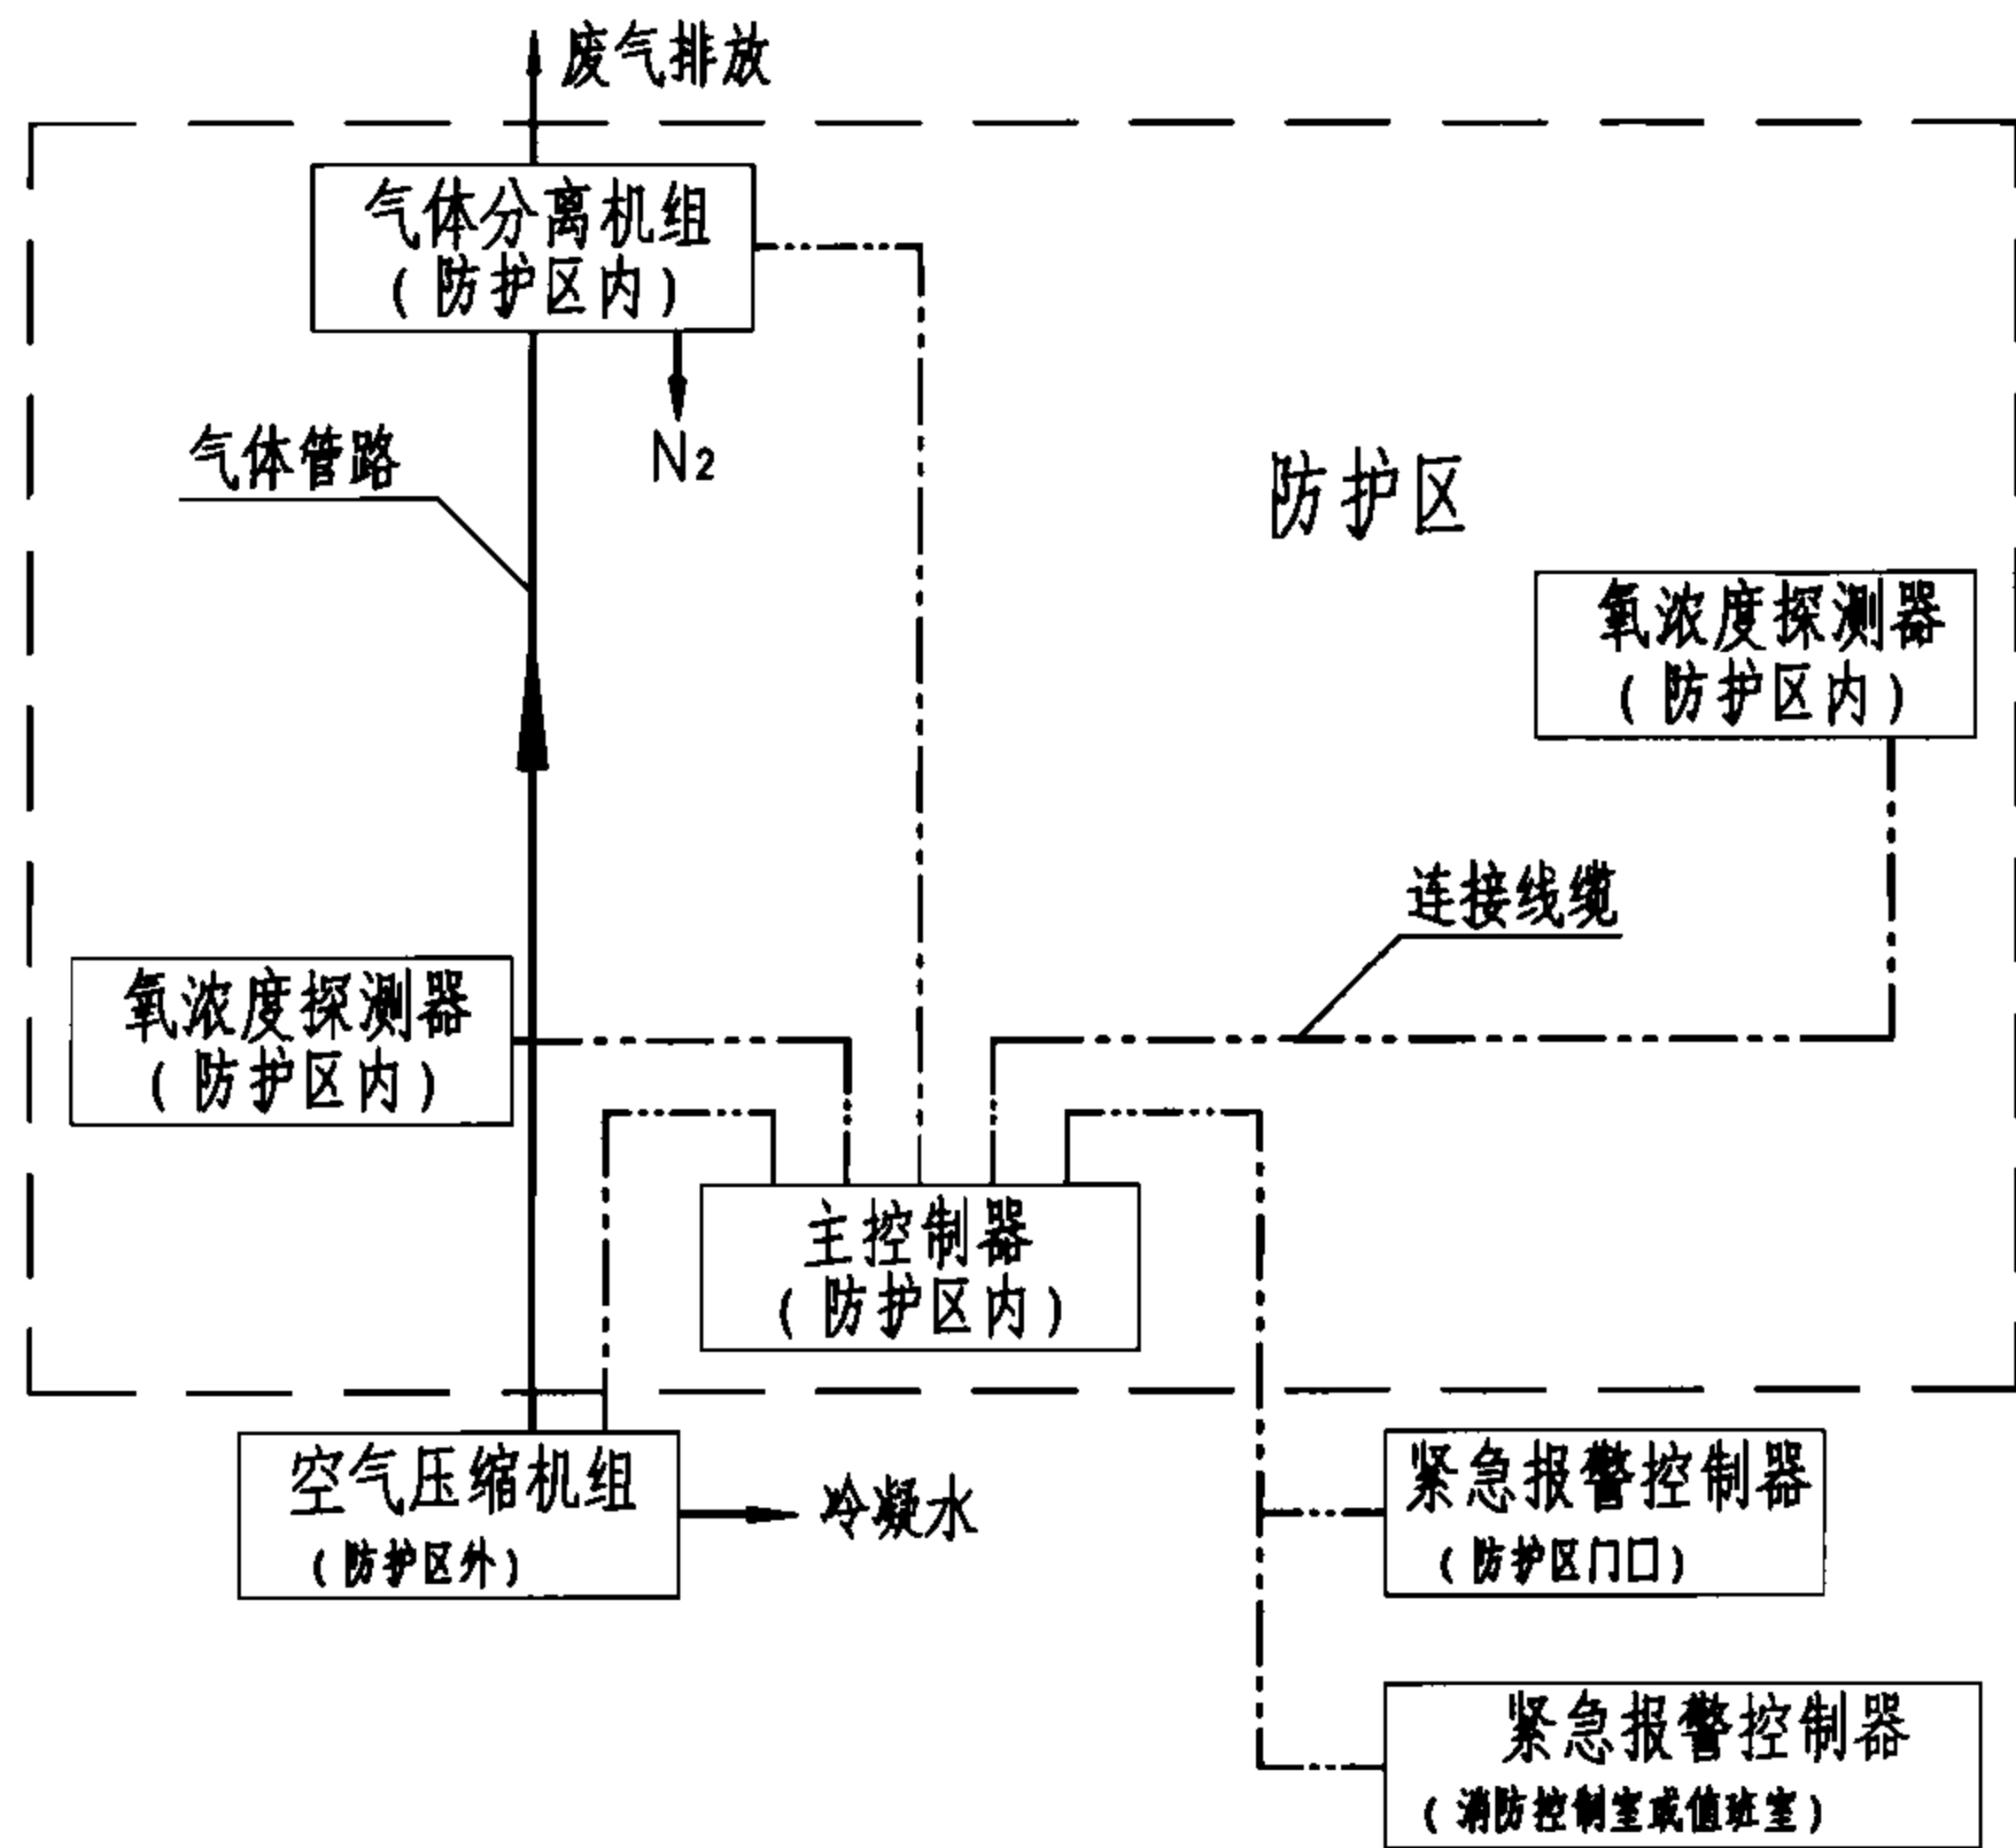 废气排放
气体分离机组
(防护区内)
N2
气体管路
防护区
氧浓度探测器
(防护区内)
连接线缆
氧浓度探测器
(防护区内)
主控制器
(防护区内)
空气压缩机组
(防护区外)
冷凝水
紧急报警控制器
(防护区门口)
紧急报警控制器
(消防控制室或值班室)